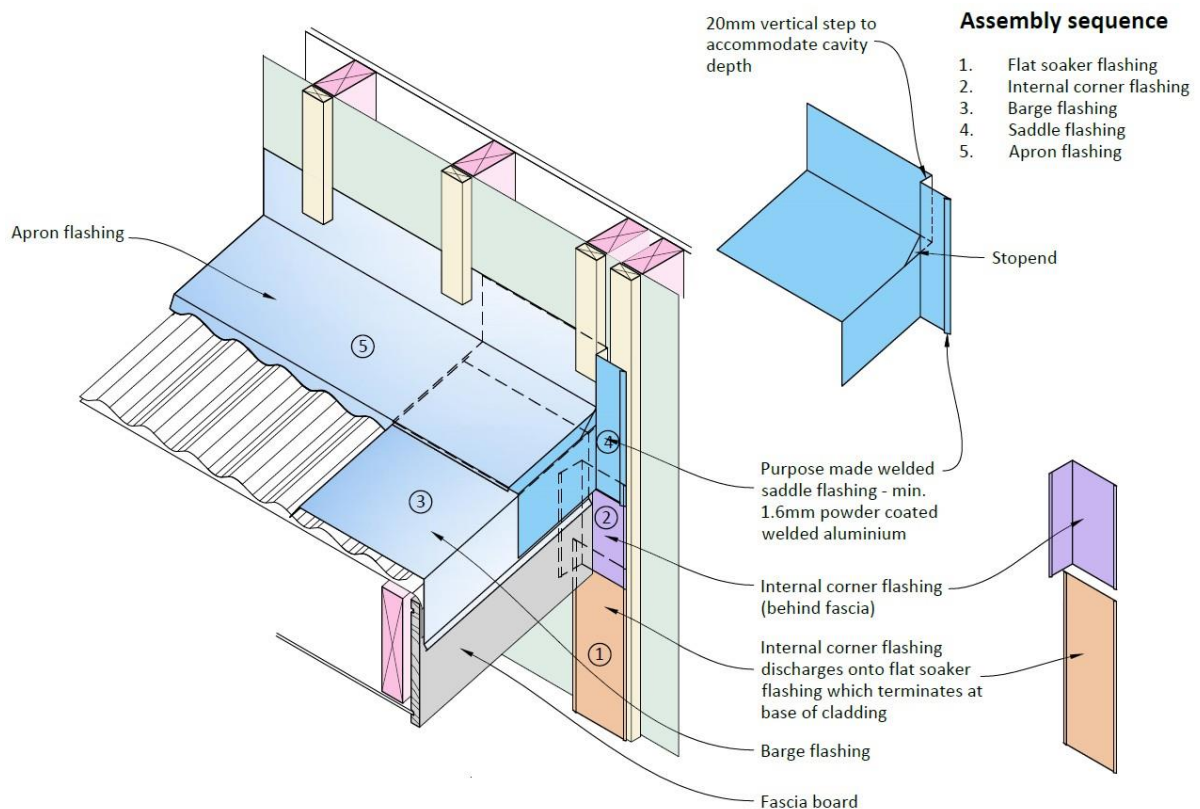 20mm vertical step to
accommodate cavity
depth
Assembly sequence
1. Flat soaker flashing
2. Internal corner flashing
3. Barge flashing
4. Saddle flashing
5. Apron flashing
Apron flashing
Stopend
5
4
3
2
1
Purpose made welded
saddle flashing - min.
1.6mm powder coated
welded aluminium
Internal corner flashing
(behind fascia)
Internal corner flashing
discharges onto flat soaker
flashing which terminates at
base of cladding
Barge flashing
Fascia board